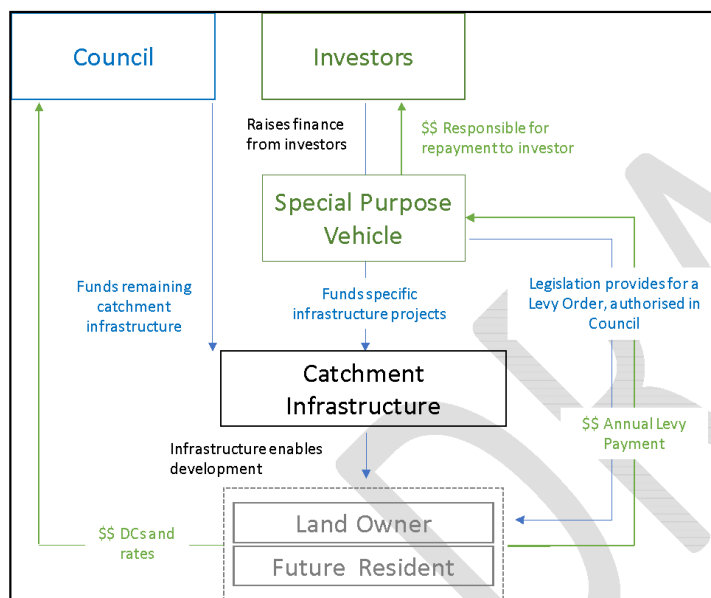 Council
Investors
Raises finance
from investors
$$ Responsible for
repayment to investor
Special Purpose
Vehicle
Funds remaining
catchment
infrastructure
Funds specific
infrastructure projects
Legislation provides for a
Levy Order, authorised in
Council
Catchment
Infrastructure
Infrastructure enables
development
$$ Annual Levy
Payment
$$ DCs and
rates
Land Owner
Future Resident